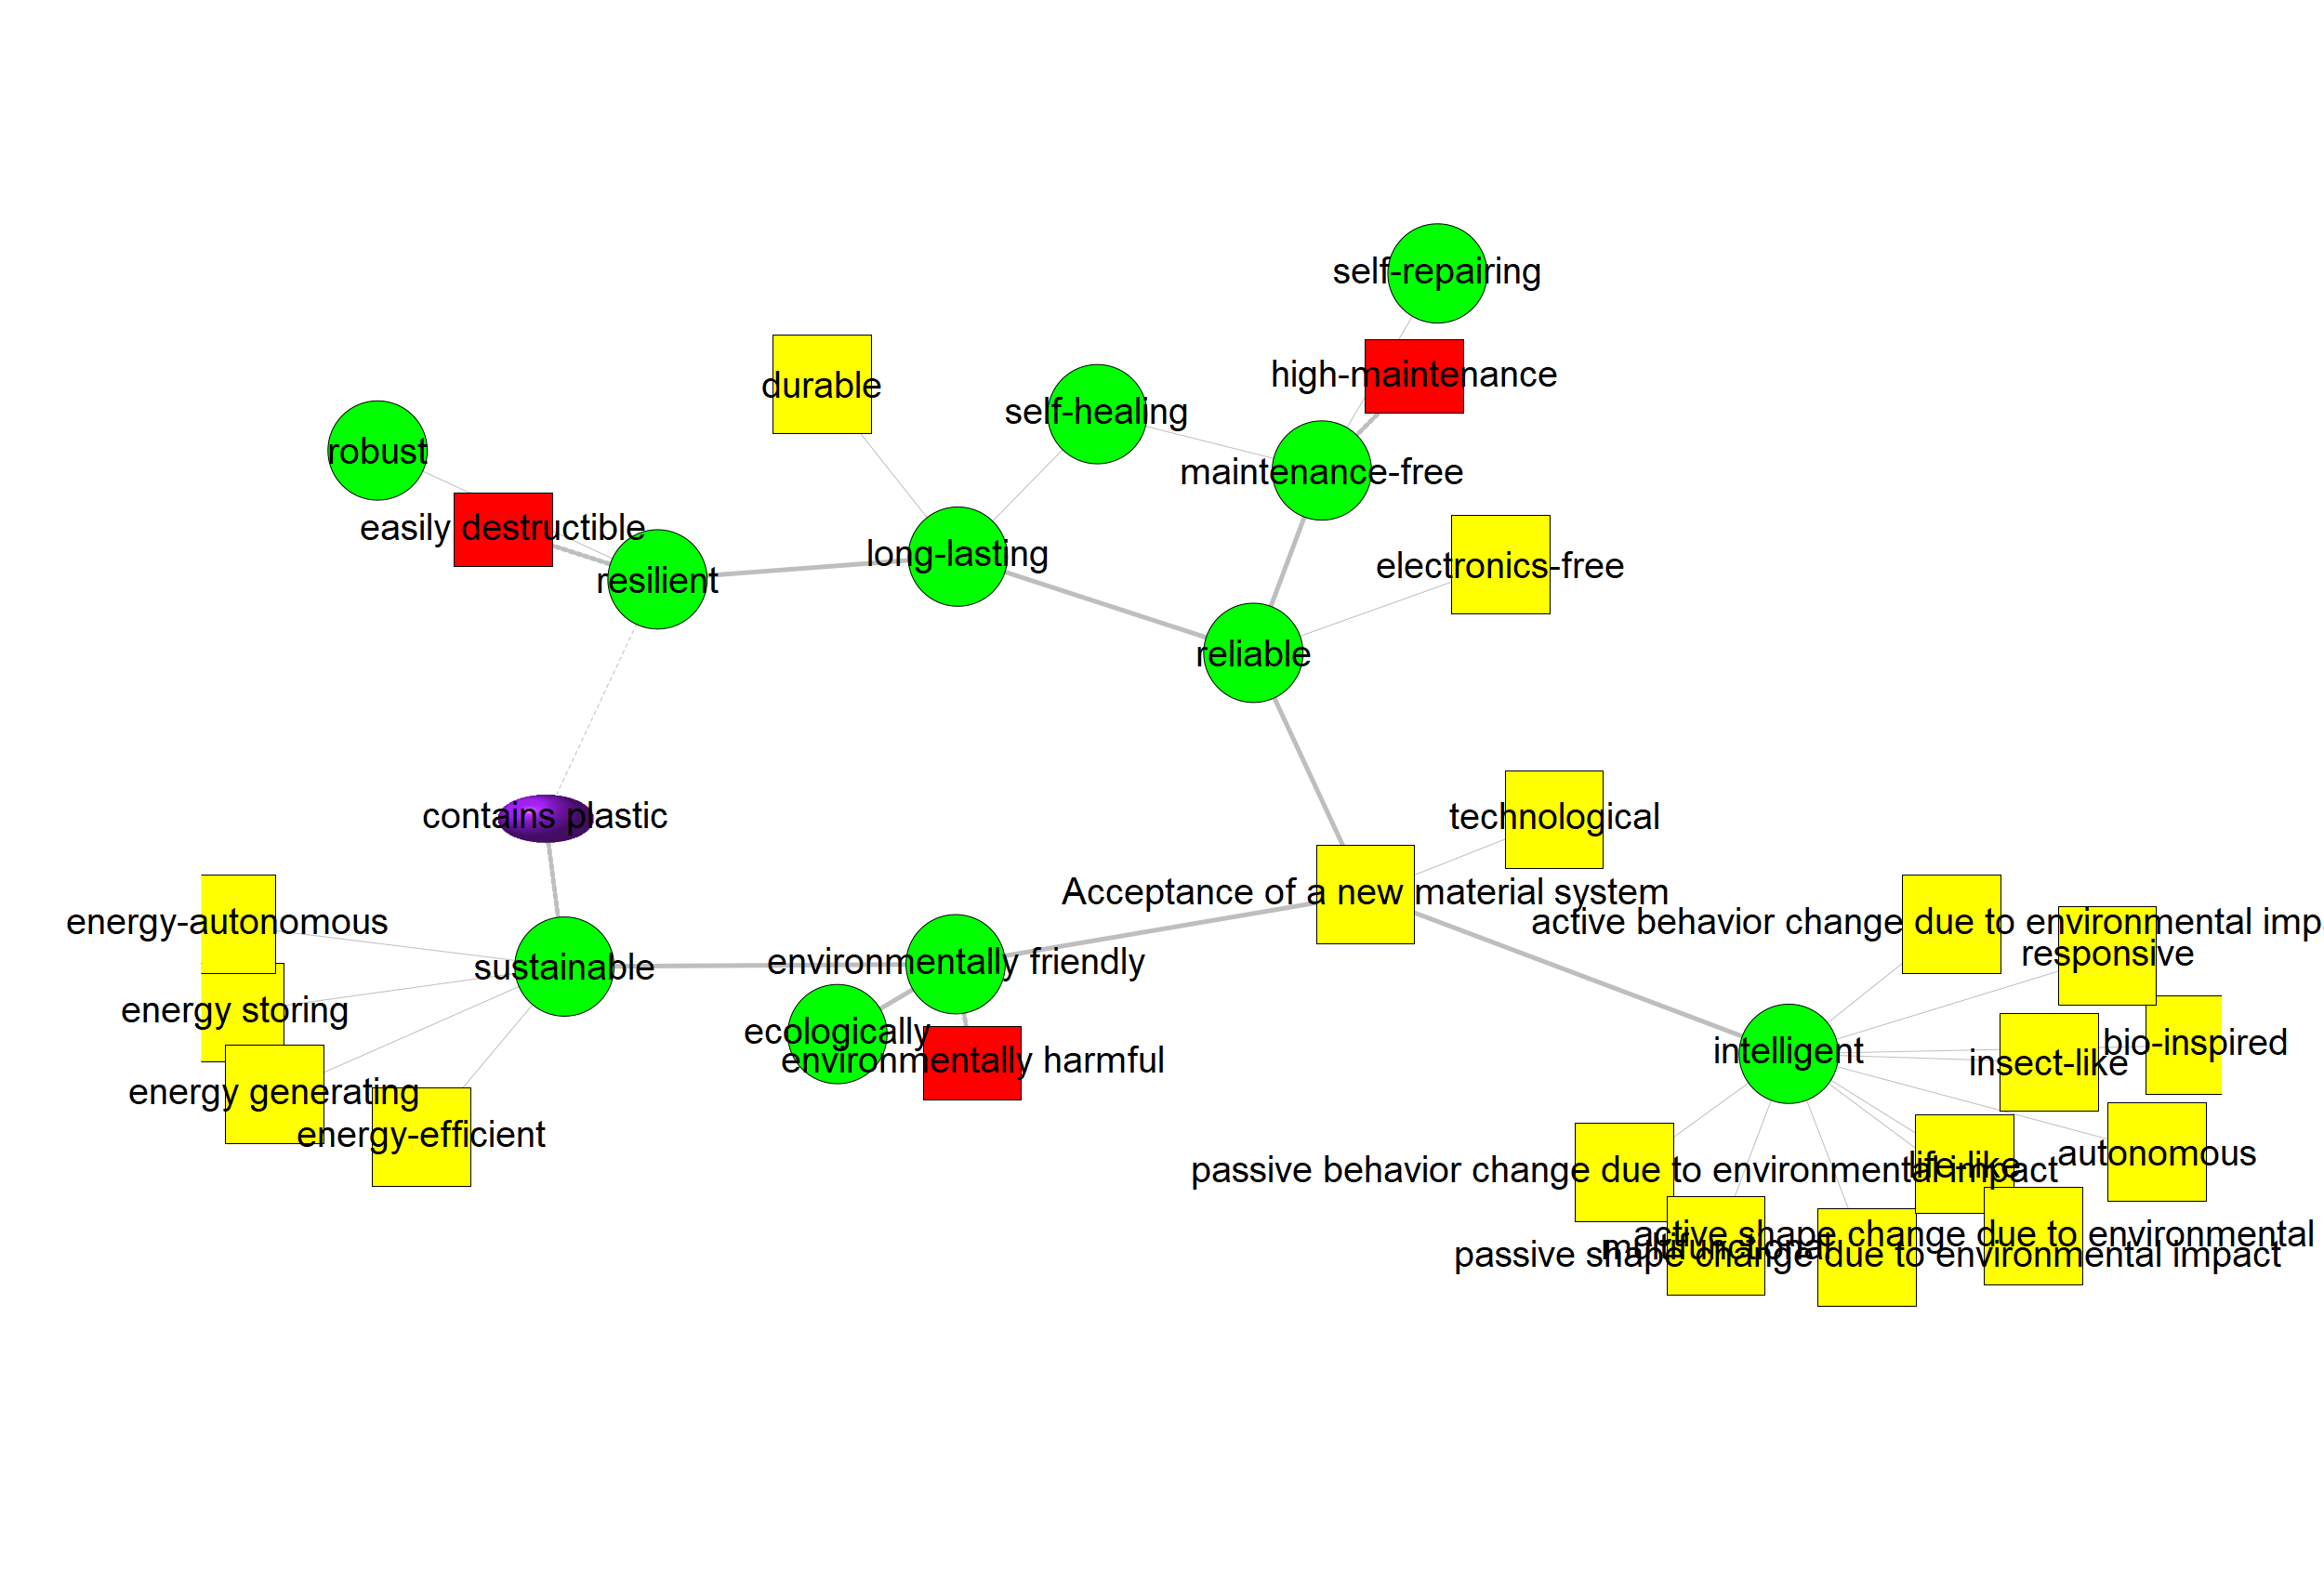 self-repairing
high-maintenance
durable
self-healing
robust
maintenance-free
easily destructible
long-lasting
electronics-free
resilient
reliable
contains plastic
technological
Acceptance of a new material system
energy-autonomous
active behavior change due to environmental imp
responsive
environmentally friendly
sustainable
energy storing
ecologically
environmentally harmful
intelligent
bio-inspired
insect-like
energy generating
energy-efficient
autonomous
life-like
passive behavior change due to environmental impact
active shape change due to environmental
multifunctional
passive shape change due to environmental impact